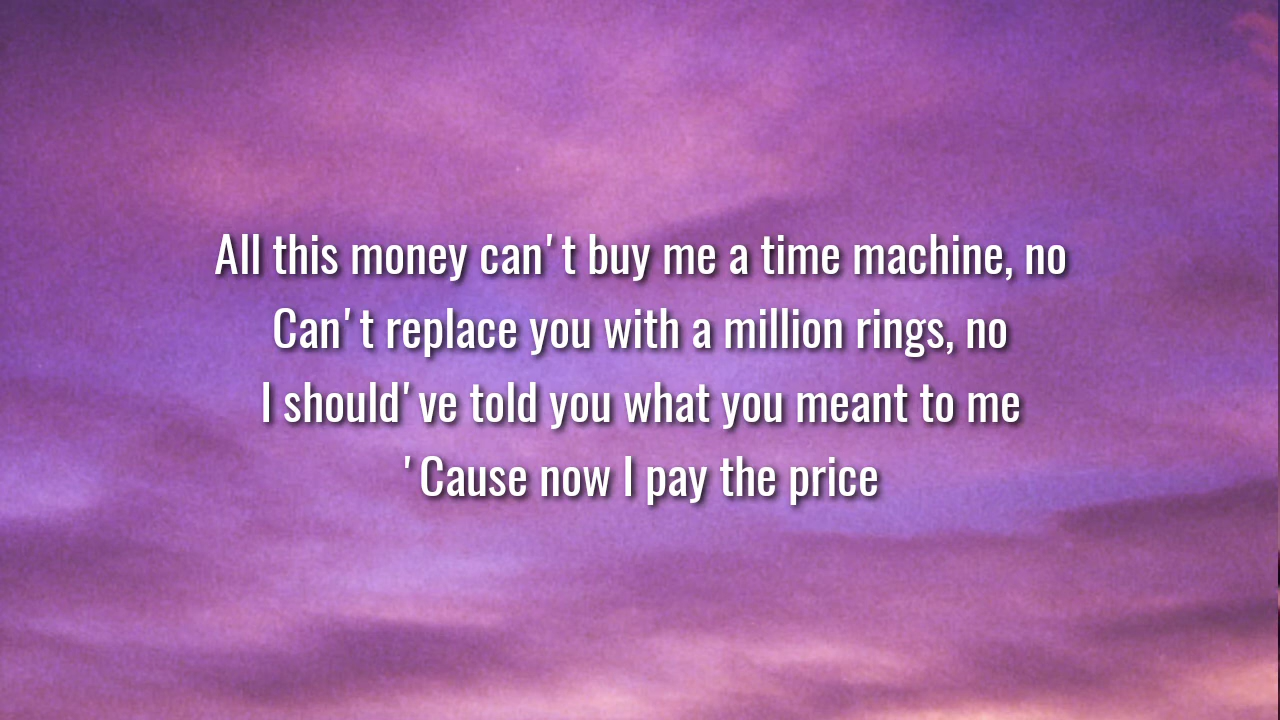 All this money can't buy me a time machine, no
Can't replace you with a million rings, no
I should've told you what you meant to me
'Cause now I pay the price